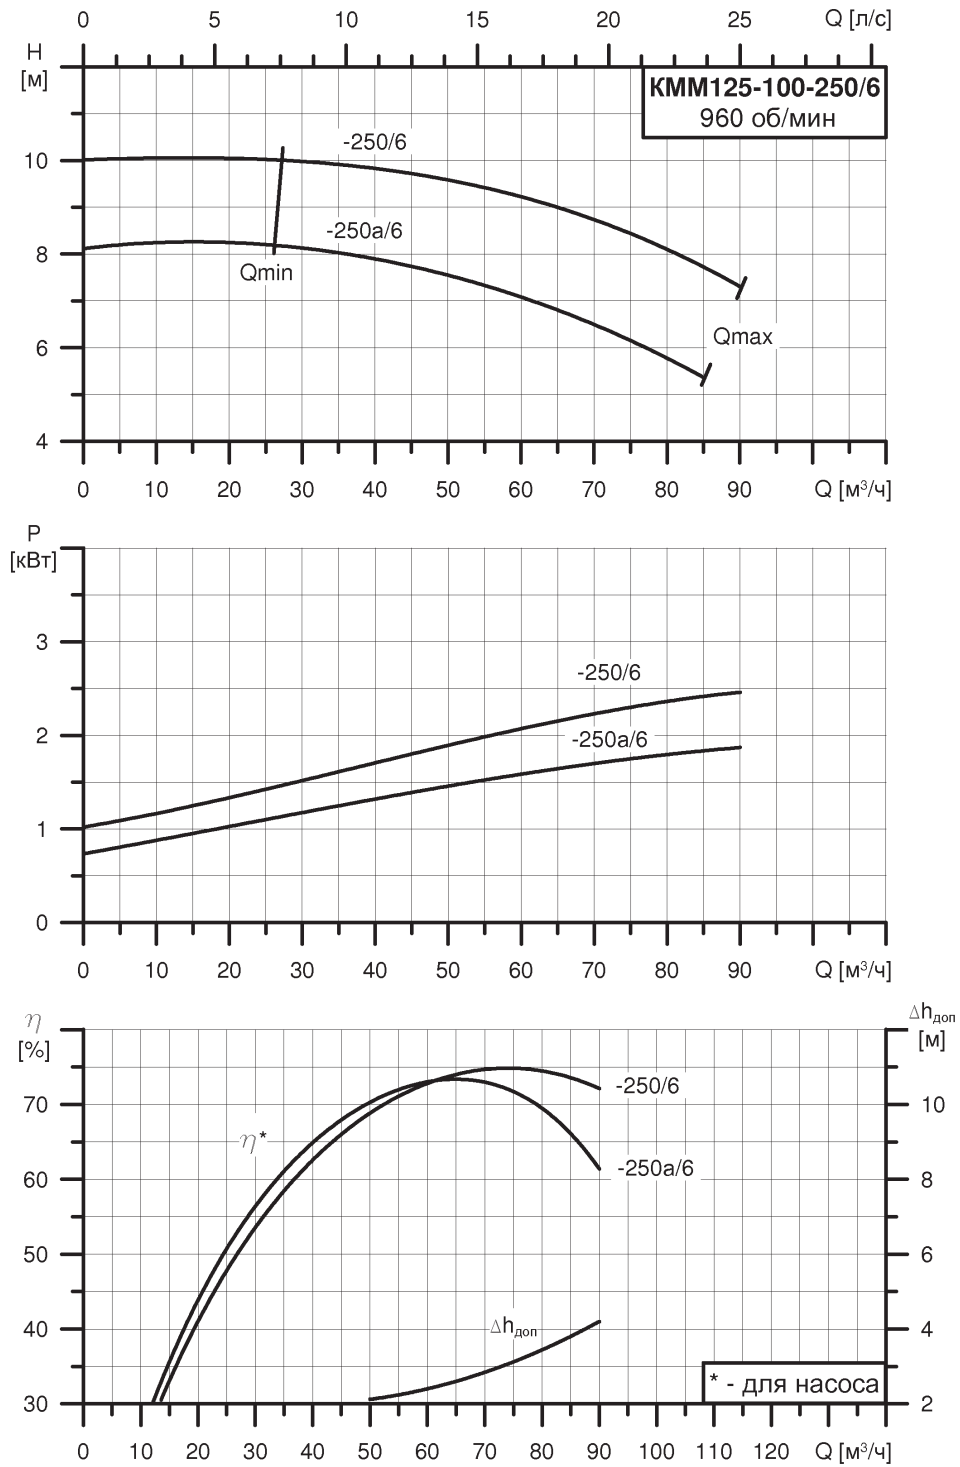 0 5 10 15 20 25 Q [л/с]
H
[м]
КММ125-100-250/6
960 об/мин
-250/6
10
-250а/6
8
Qmin
Qmax
6
4
0 10 20 30 40 50 60 70 80 90 Q [м³/ч]
P
[кВт]
3
-250/6
2
-250а/6
1
0
0 10 20 30 40 50 60 70 80 90 Q [м³/ч]
η
[%]
Δhдоп
[м]
-250/6
70
10
η*
-250а/6
60
8
50
6
Δhдоп
40
4
* - для насоса
30
2
0 10 20 30 40 50 60 70 80 90 100 110 120 Q [м³/ч]